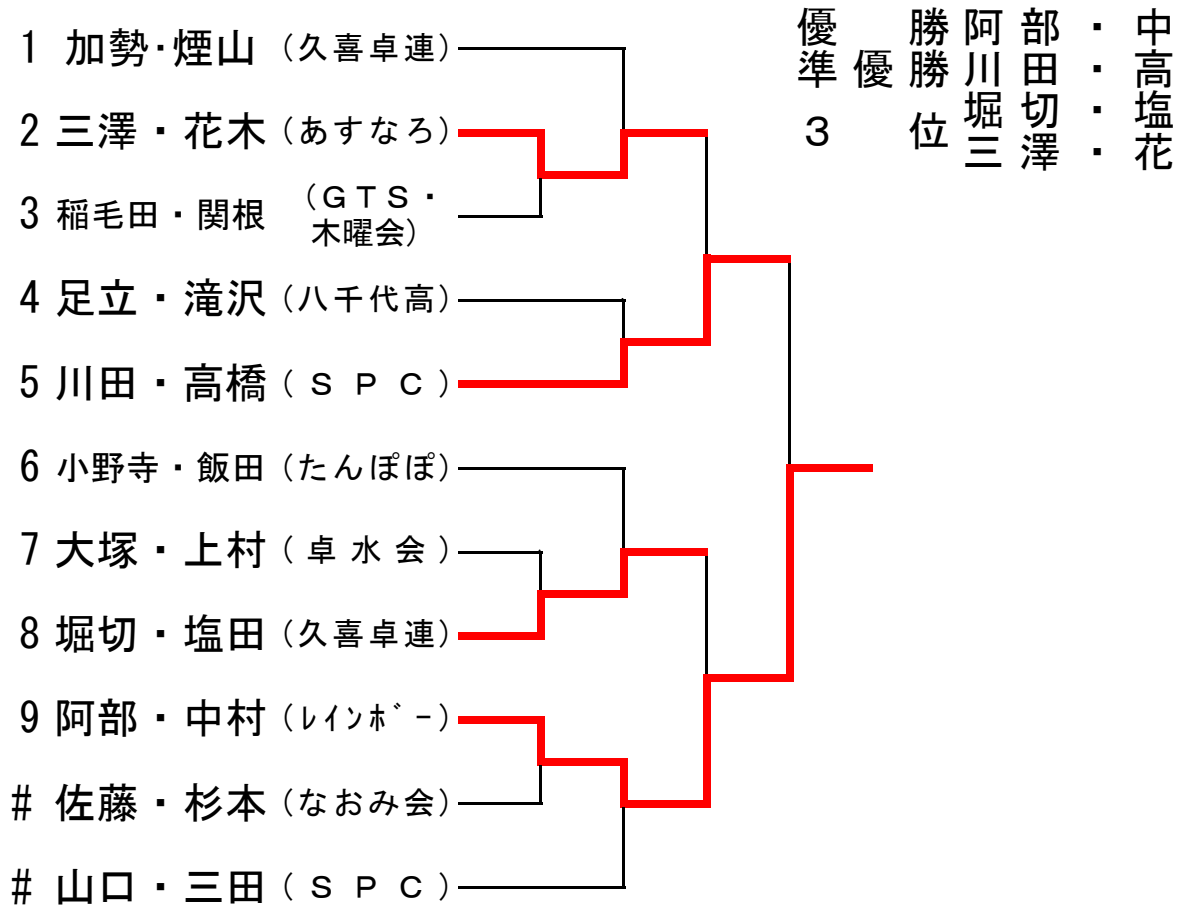 1 加勢・煙山 (久喜卓連)
2 三澤・花木 (あすなろ)
3 稲毛田・関根 (GTS・
木曜会)
4 足立・滝沢 (八千代高)
5 川田・高橋 (SPC)
6 小野寺・飯田 (たんぽぽ)
7 大塚・上村 (卓水会)
8 堀切・塩田 (久喜卓連)
9 阿部・中村 (ﾚｲﾝﾎﾞｰ)
# 佐藤・杉本 (なおみ会)
# 山口・三田 (SPC)
優勝 阿部・中
準優勝 川田・高
3位 堀切・塩
三澤・花